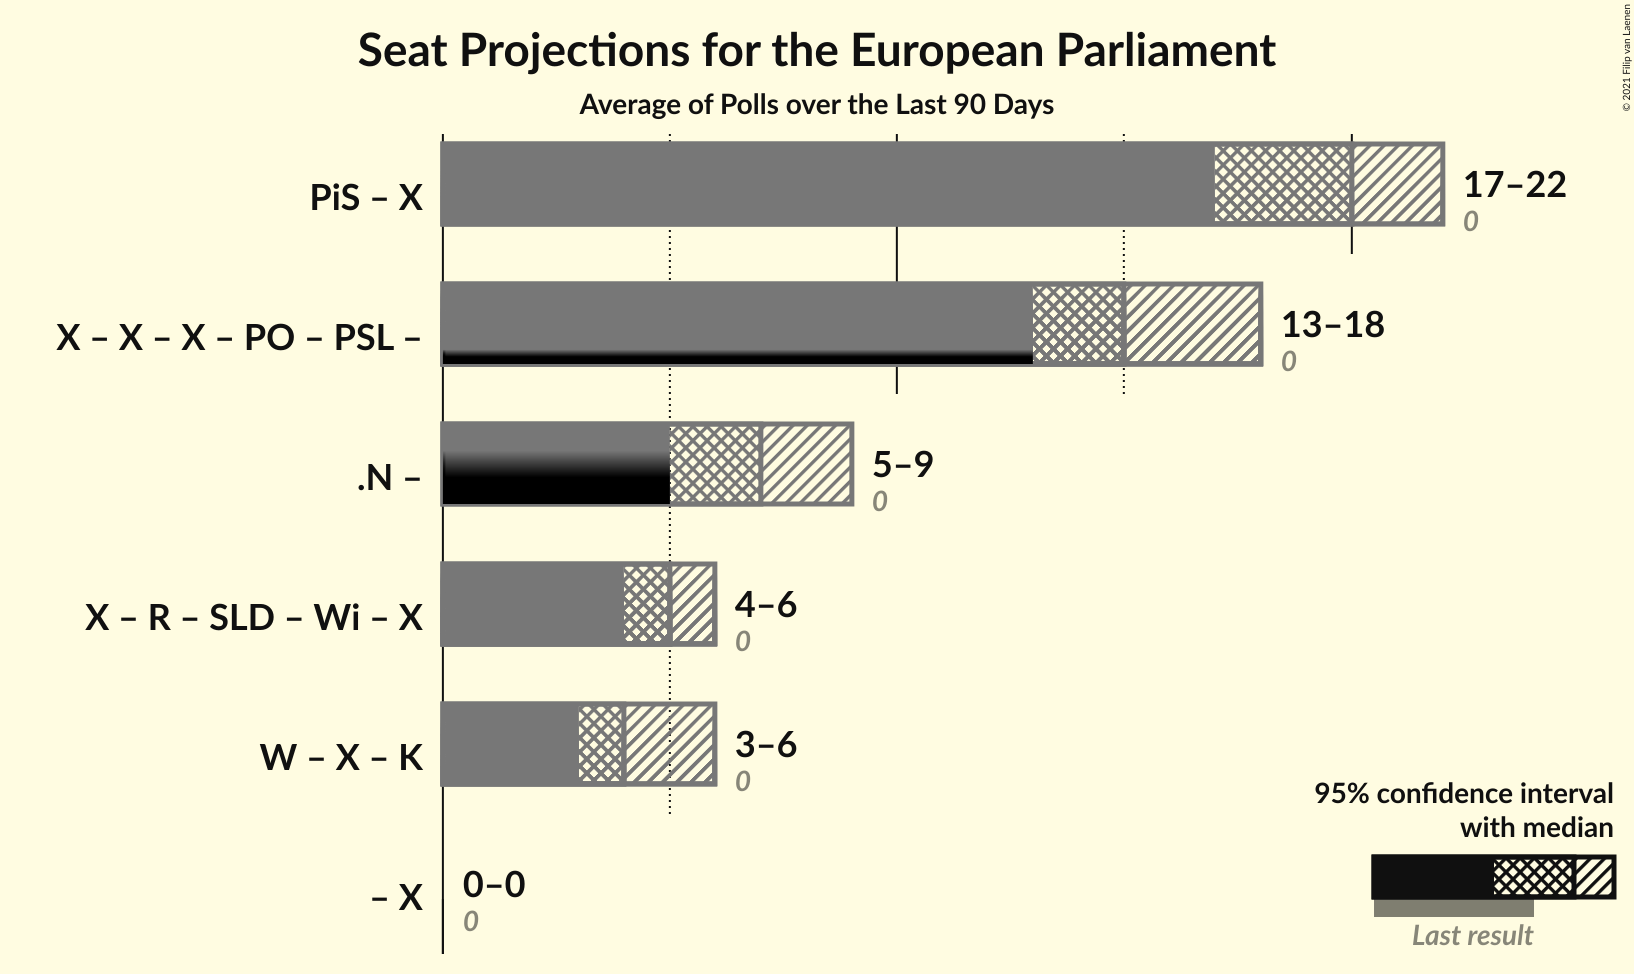 Seat Projections for the European Parliament
Average of Polls over the Last 90 Days
© 2021 Filip van Laenen
PiS – X
17–22
0
X – X – X – PO – PSL –
13–18
0
.N –
5–9
0
X – R – SLD – Wi – X
4–6
0
W – X – K
3–6
0
– X
0–0
0
95% confidence interval
with median
Last result